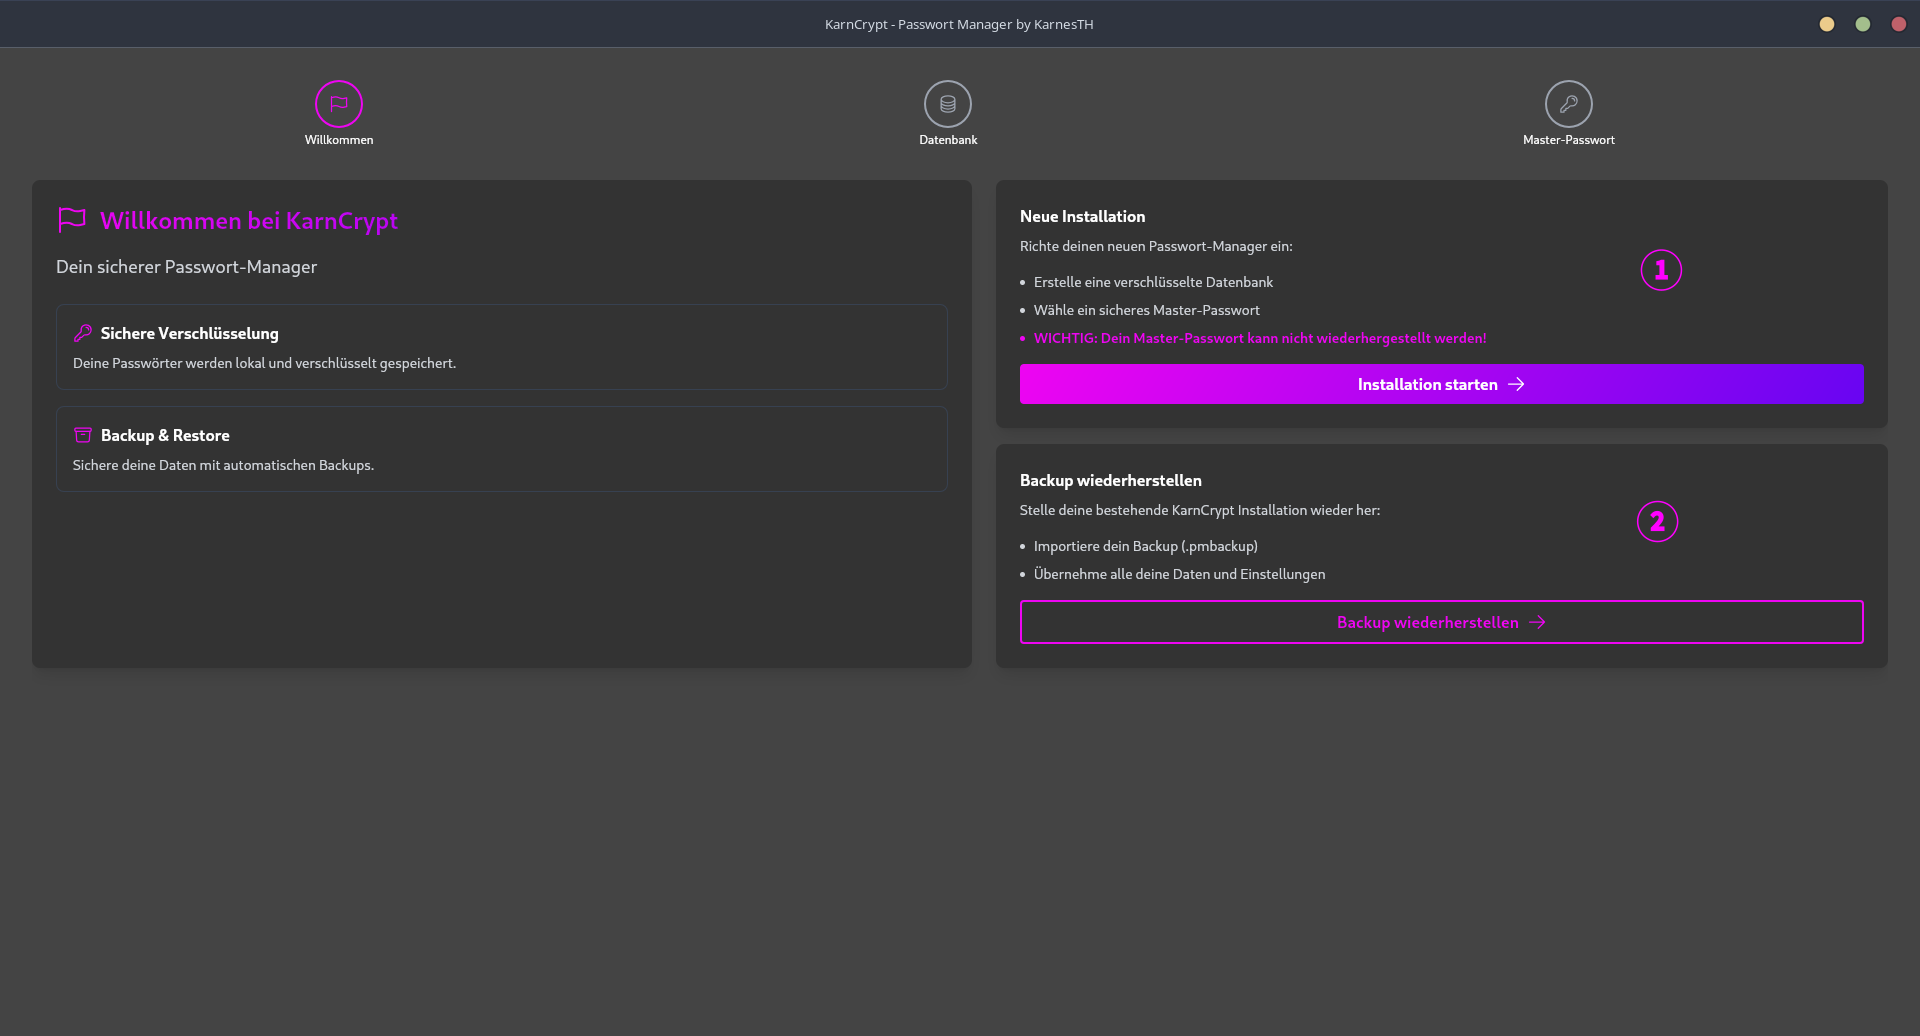 KarnCrypt - Passwort Manager by KarnesTH
Willkommen
Datenbank
Master-Passwort
Willkommen bei KarnCrypt
Dein sicherer Passwort-Manager
Sichere Verschlüsselung
Deine Passwörter werden lokal und verschlüsselt gespeichert.
Backup & Restore
Sichere deine Daten mit automatischen Backups.
Neue Installation
Richte deinen neuen Passwort-Manager ein:
1
• Erstelle eine verschlüsselte Datenbank
• Wähle ein sicheres Master-Passwort
• WICHTIG: Dein Master-Passwort kann nicht wiederhergestellt werden!
Installation starten →
Backup wiederherstellen
Stelle deine bestehende KarnCrypt Installation wieder her:
2
• Importiere dein Backup (.pmbackup)
• Übernehme alle deine Daten und Einstellungen
Backup wiederherstellen →